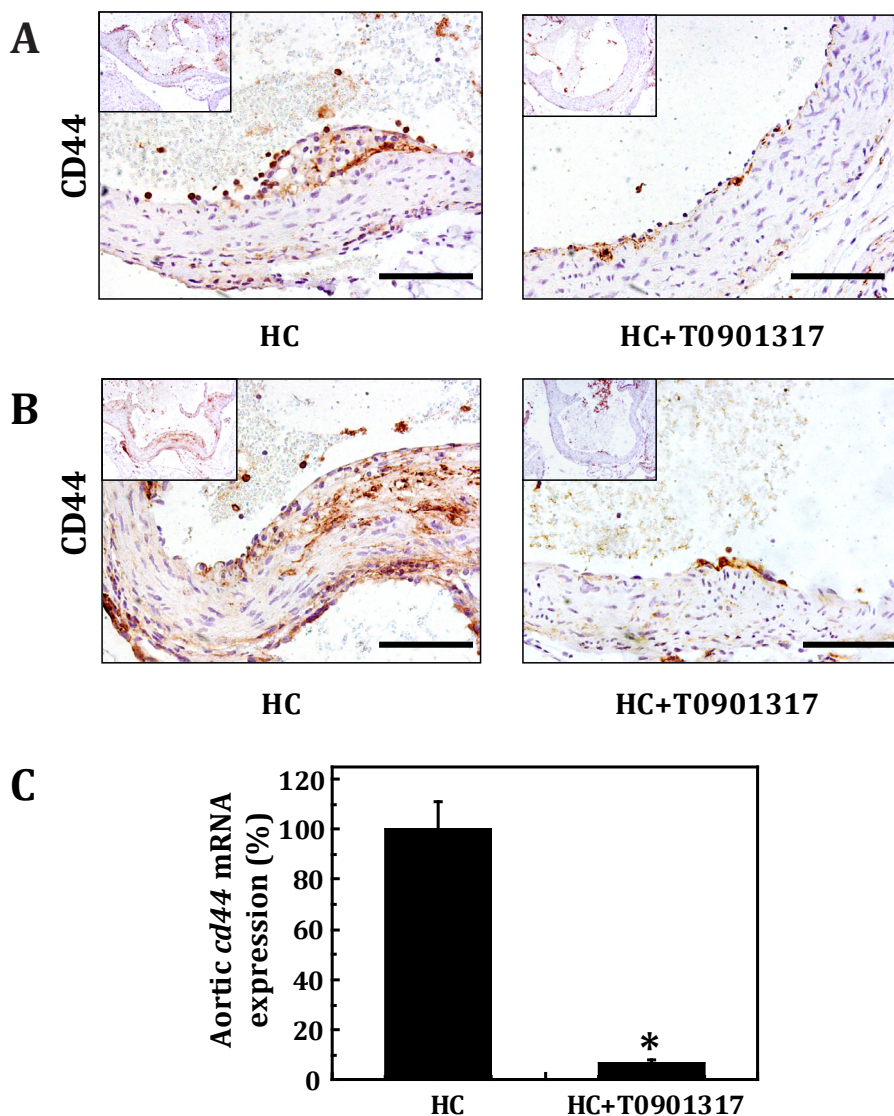 A
CD44
HC
HC+T0901317
B
CD44
HC
HC+T0901317
C
Aortic cd44 mRNA
expression (%)
120
100
80
60
40
20
0
*
HC
HC+T0901317